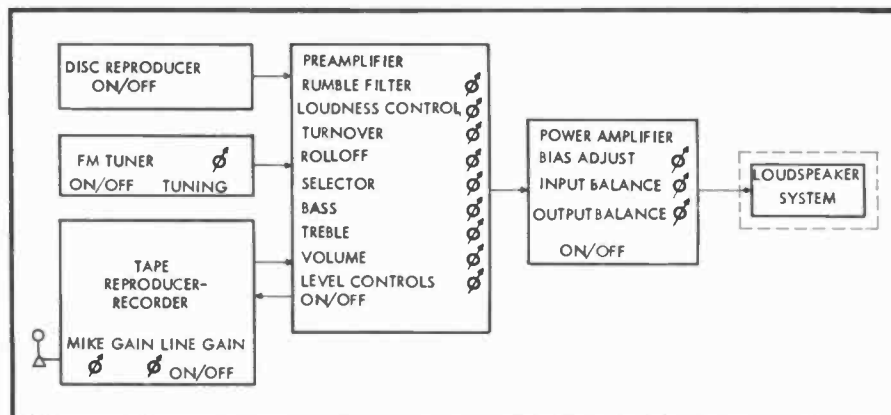 DISC REPRODUCER
ON/OFF
FM TUNER
ON/OFF TUNING
TAPE
REPRODUCER-
RECORDER
MIKE GAIN LINE GAIN
ON/OFF
PREAMPLIFIER
RUMBLE FILTER
LOUDNESS CONTROL
TURNOVER
ROLLOFF
SELECTOR
BASS
TREBLE
VOLUME
LEVEL CONTROLS
ON/OFF
POWER AMPLIFIER
BIAS ADJUST
INPUT BALANCE
OUTPUT BALANCE
ON/OFF
LOUDSPEAKER
SYSTEM